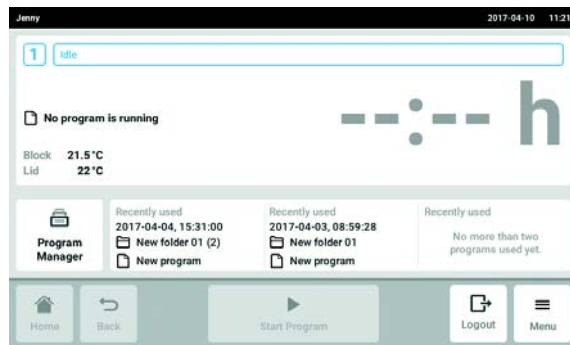 Jenny 2017-04-10 11:21
1 Idle
--:-- h
No program is running
Block 21.5°C
Lid 22°C
Program Manager
Recently used
2017-04-04, 15:31:00
New folder 01 (2)
New program
Recently used
2017-04-03, 08:59:28
New folder 01
New program
Recently used
No more than two
programs used yet.
Home
Back
Start Program
Logout
Menu